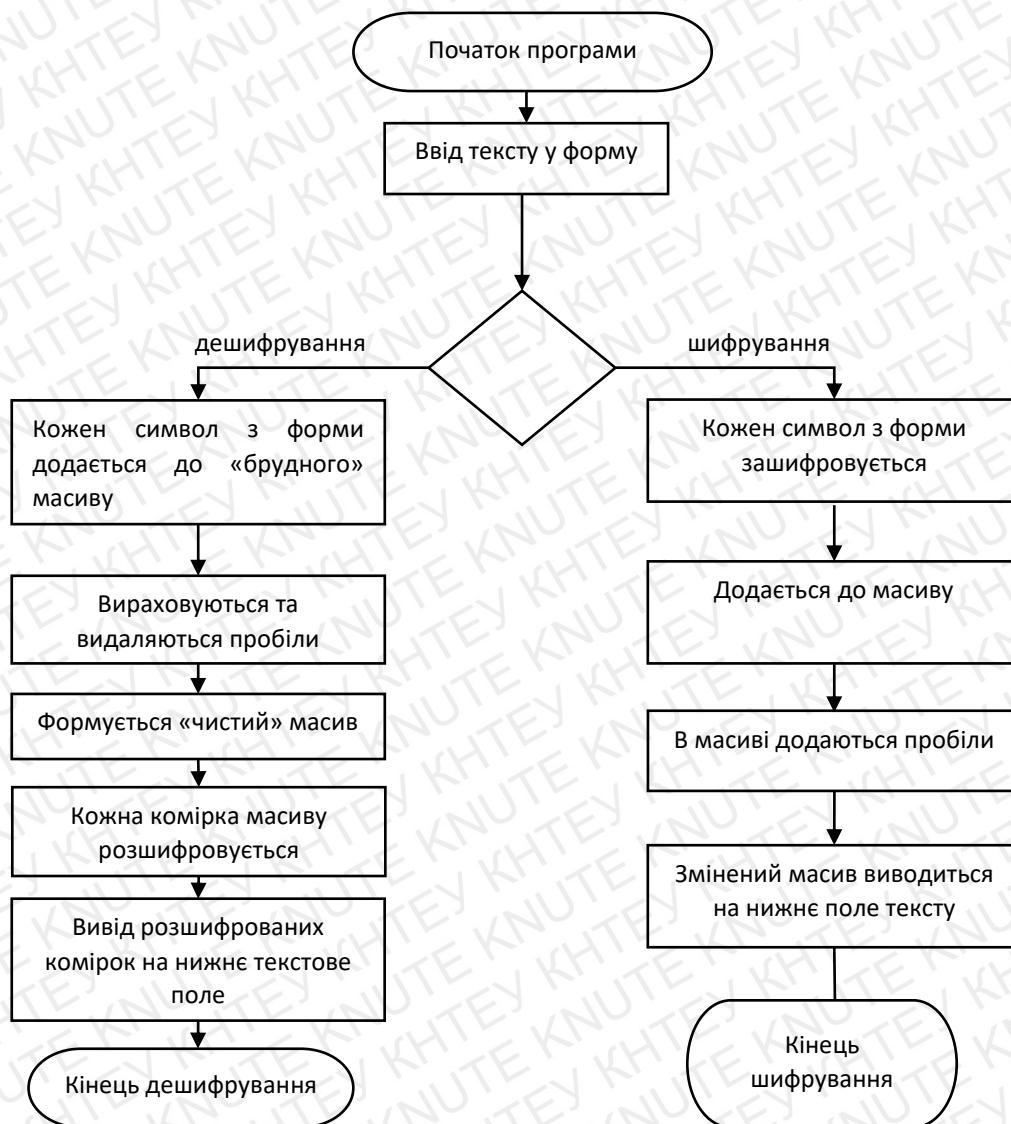 Початок програми
Ввід тексту у форму
дешифрування
шифрування
Кожен символ з форми
додається до «брудного»
масиву
Вираховуються та
видаляються пробіли
Формується «чистий» масив
Кожна комірка масиву
розшифровується
Вивід розшифрованих
комірок на нижнє текстове
поле
Кінець дешифрування
Кожен символ з форми
зашифровується
Додається до масиву
В масиві додаються пробіли
Змінений масив виводиться
на нижнє поле тексту
Кінець
шифрування